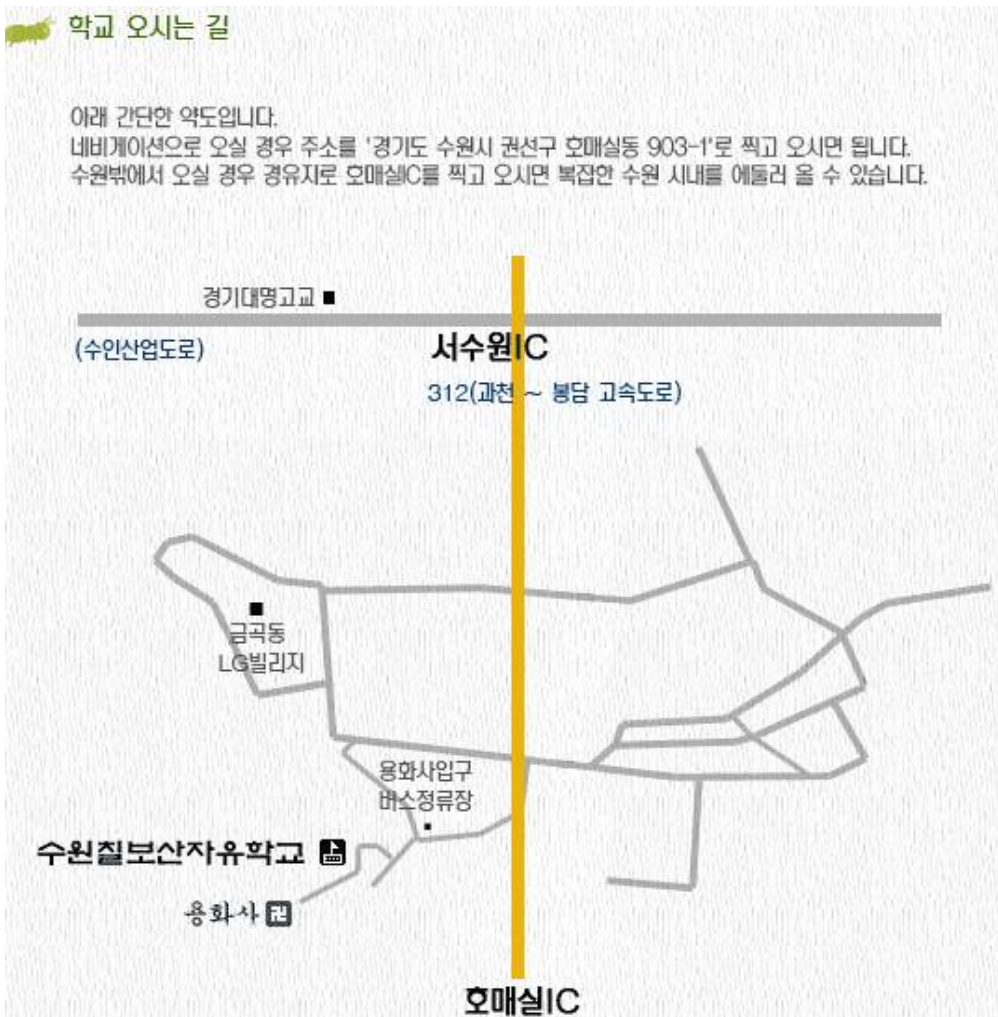 학교 오시는 길
아래 간단한 약도입니다.
네비게이션으로 오실 경우 주소를 '경기도 수원시 권선구 호매실동 903-1'로 찍고 오시면 됩니다.
수원밖에서 오실 경우 경유지로 호매실IC를 찍고 오시면 복잡한 수원 시내를 에둘러 올 수 있습니다.
경기대명고교
(수인산업도로)
서수원IC
312(과천 ~ 봉담 고속도로)
금곡동
LG빌리지
용화사입구
버스정류장
수원칠보산자유학교
용화사 卍
호매실IC